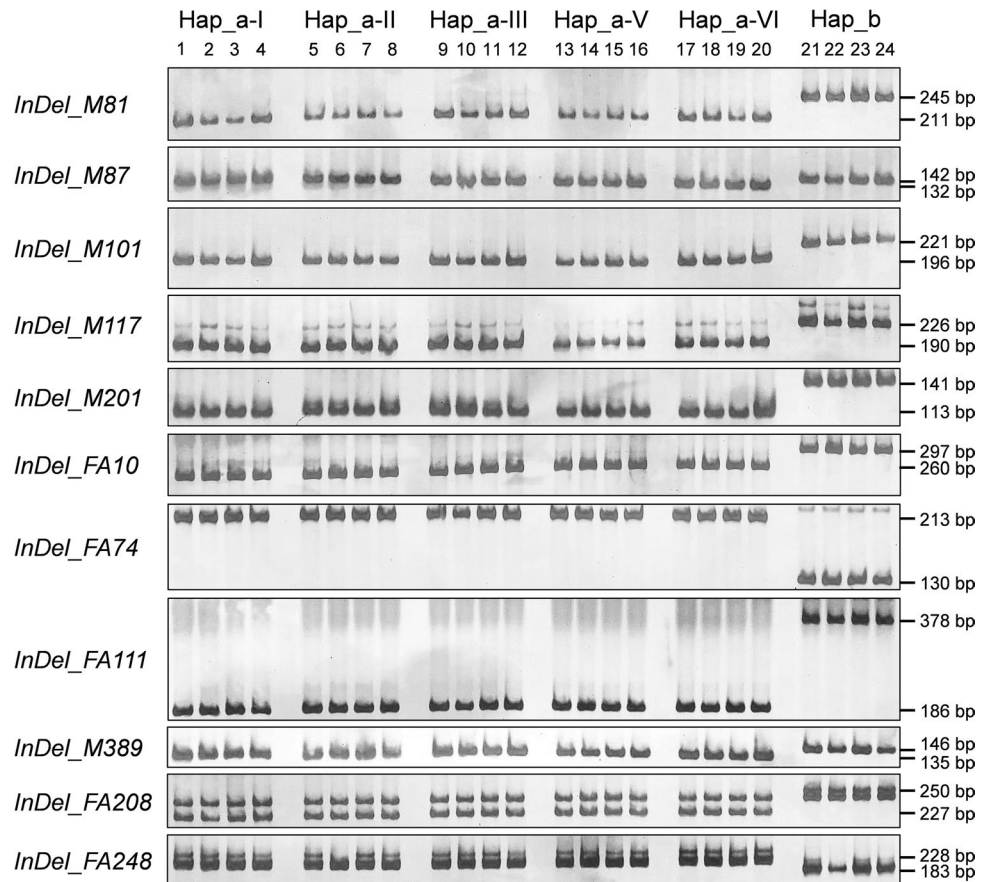 Hap_a-I Hap_a-II Hap_a-III Hap_a-V Hap_a-VI Hap_b
1 2 3 4 5 6 7 8 9 10 11 12 13 14 15 16 17 18 19 20 21 22 23 24
InDel_M81 245 bp
211 bp
InDel_M87 142 bp
132 bp
InDel_M101 221 bp
196 bp
InDel_M117 226 bp
190 bp
InDel_M201 141 bp
113 bp
InDel_FA10 297 bp
260 bp
InDel_FA74 213 bp
130 bp
InDel_FA111 378 bp
186 bp
InDel_M389 146 bp
135 bp
InDel_FA208 250 bp
227 bp
InDel_FA248 228 bp
183 bp